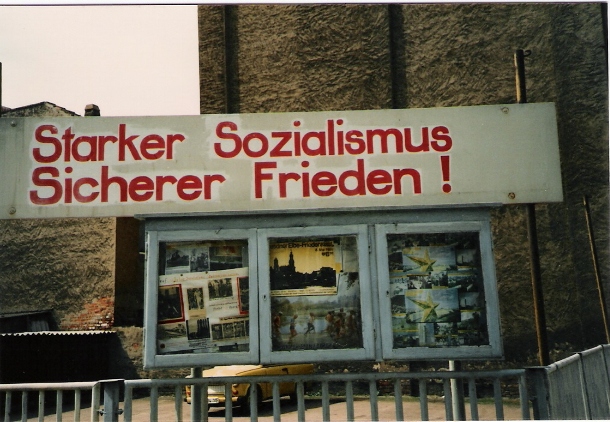 Starker Sozialismus
Sicherer Frieden !